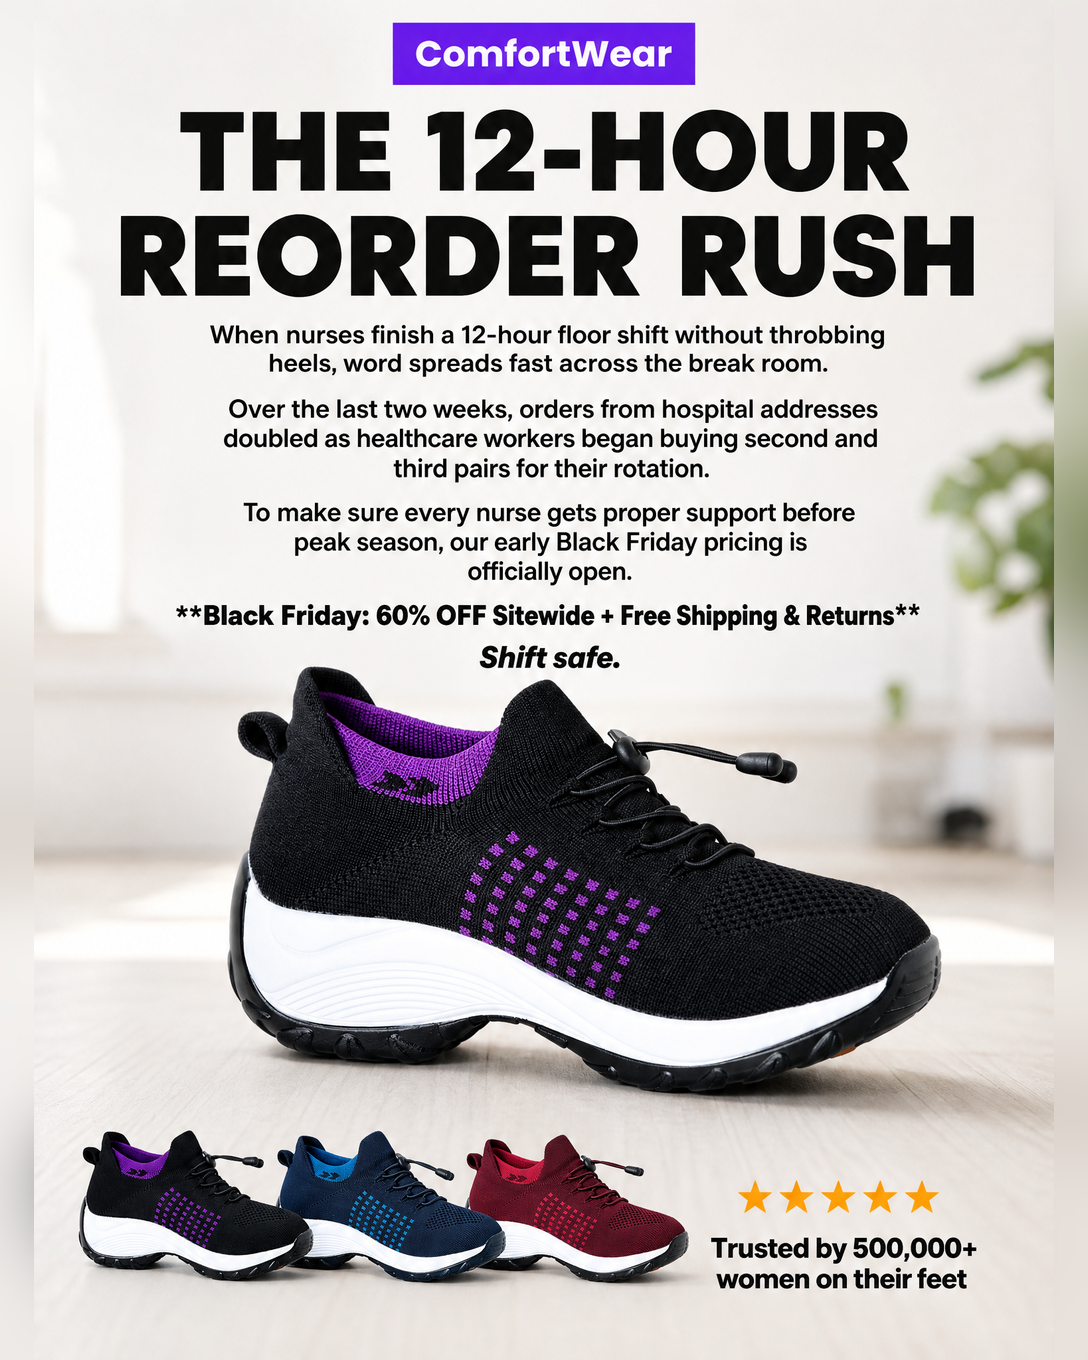 ComfortWear
THE 12-HOUR
REORDER RUSH
When nurses finish a 12-hour floor shift without throbbing
heels, word spreads fast across the break room.
Over the last two weeks, orders from hospital addresses
doubled as healthcare workers began buying second and
third pairs for their rotation.
To make sure every nurse gets proper support before
peak season, our early Black Friday pricing is
officially open.
**Black Friday: 60% OFF Sitewide + Free Shipping & Returns**
Shift safe.
Trusted by 500,000+
women on their feet